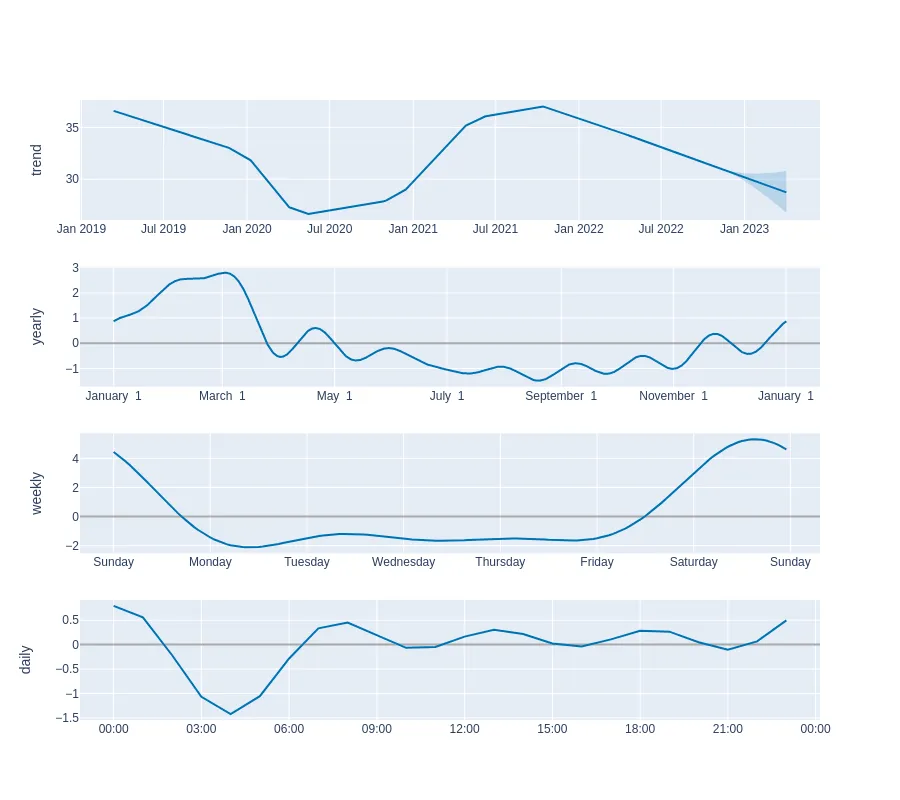 trend
35
30
Jan 2019 Jul 2019 Jan 2020 Jul 2020 Jan 2021 Jul 2021 Jan 2022 Jul 2022 Jan 2023
yearly
3
2
1
0
−1
January 1 March 1 May 1 July 1 September 1 November 1 January 1
weekly
4
2
0
−2
Sunday Monday Tuesday Wednesday Thursday Friday Saturday Sunday
daily
0.5
0
−0.5
−1
−1.5
00:00 03:00 06:00 09:00 12:00 15:00 18:00 21:00 00:00